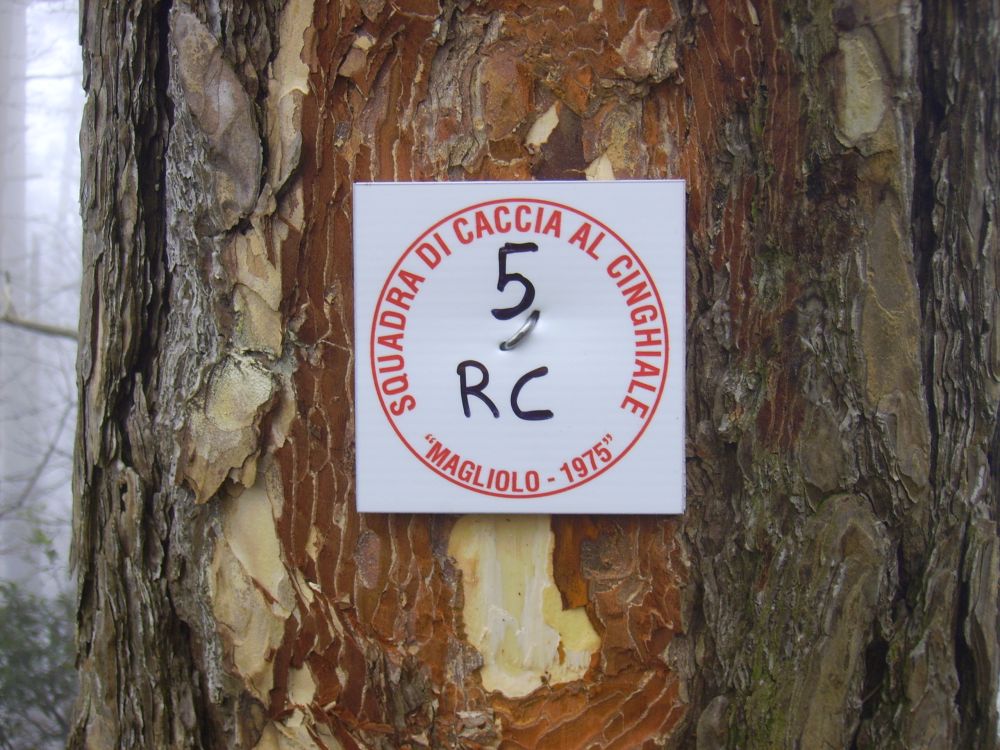 SQUADRA DI CACCIA AL CINGHIALE
5
RC
"MAGLIOLO - 1975"